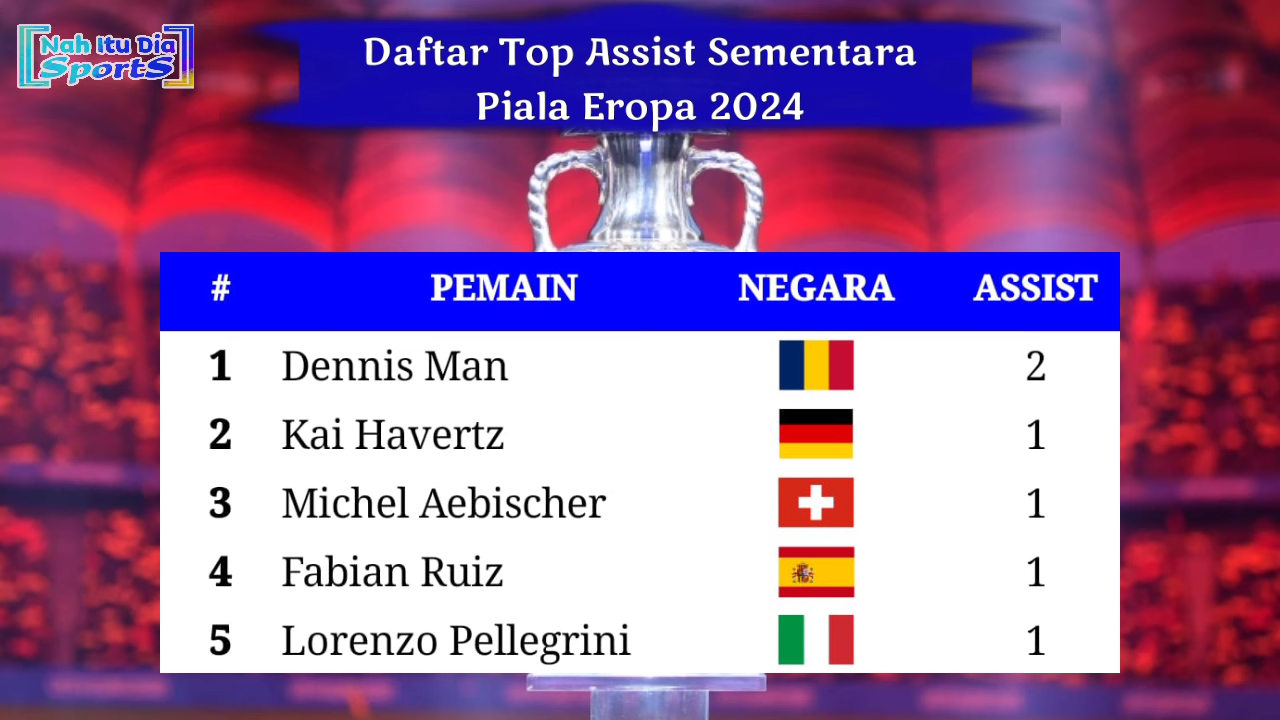 Nah Itu Dia
Sports
Daftar Top Assist Sementara
Piala Eropa 2024
# PEMAIN NEGARA ASSIST
1 Dennis Man 2
2 Kai Havertz 1
3 Michel Aebischer 1
4 Fabian Ruiz 1
5 Lorenzo Pellegrini 1